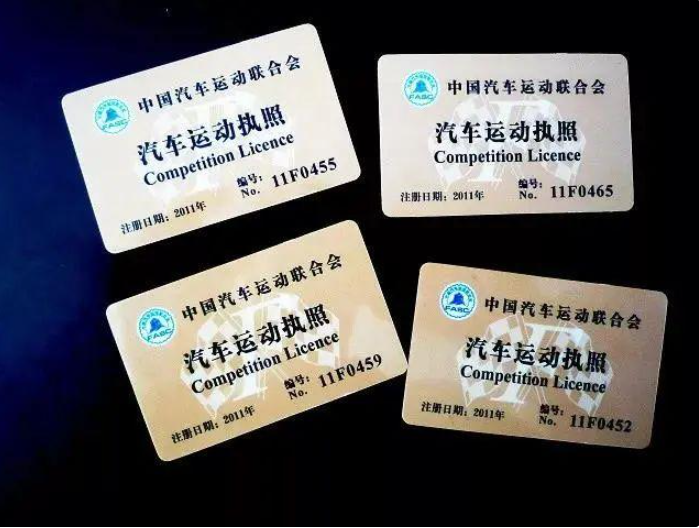 FASC
中国汽车运动联合会
汽车运动执照
Competition Licence
编号:
No. 11F0455
注册日期: 2011年
FASC
中国汽车运动联合会
汽车运动执照
Competition Licence
编号:
No. 11F0465
注册日期: 2011年
FASC
中国汽车运动联合会
汽车运动执照
Competition Licence
编号:
No. 11F0459
注册日期: 2011年
FASC
中国汽车运动联合会
汽车运动执照
Competition Licence
编号:
No. 11F0452
注册日期: 2011年